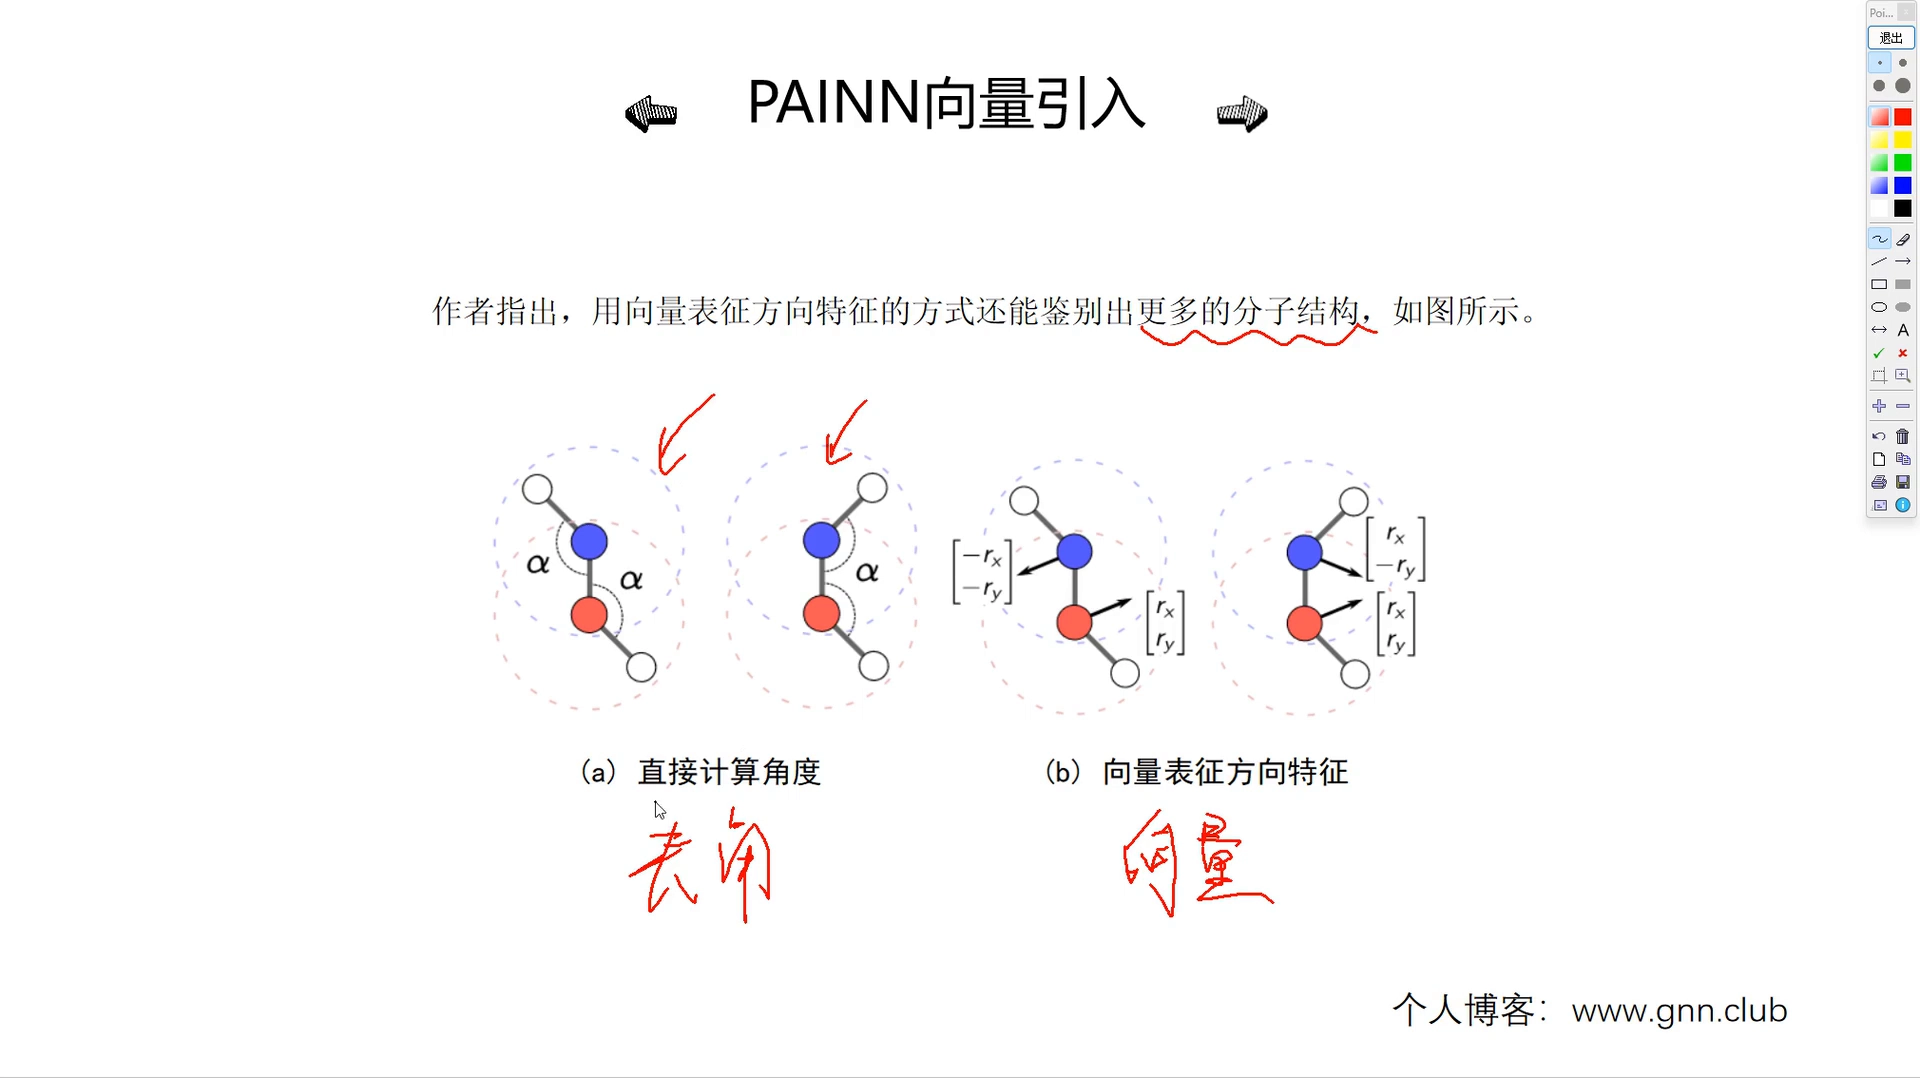 Poi...
退出
PAINN向量引入
作者指出，用向量表征方向特征的方式还能鉴别出更多的分子结构，如图所示。
α
α
α
[-rx -ry]
[rx ry]
[rx -ry]
[rx ry]
A
(a) 直接计算角度
(b) 向量表征方向特征
向量
个人博客：www.gnn.club